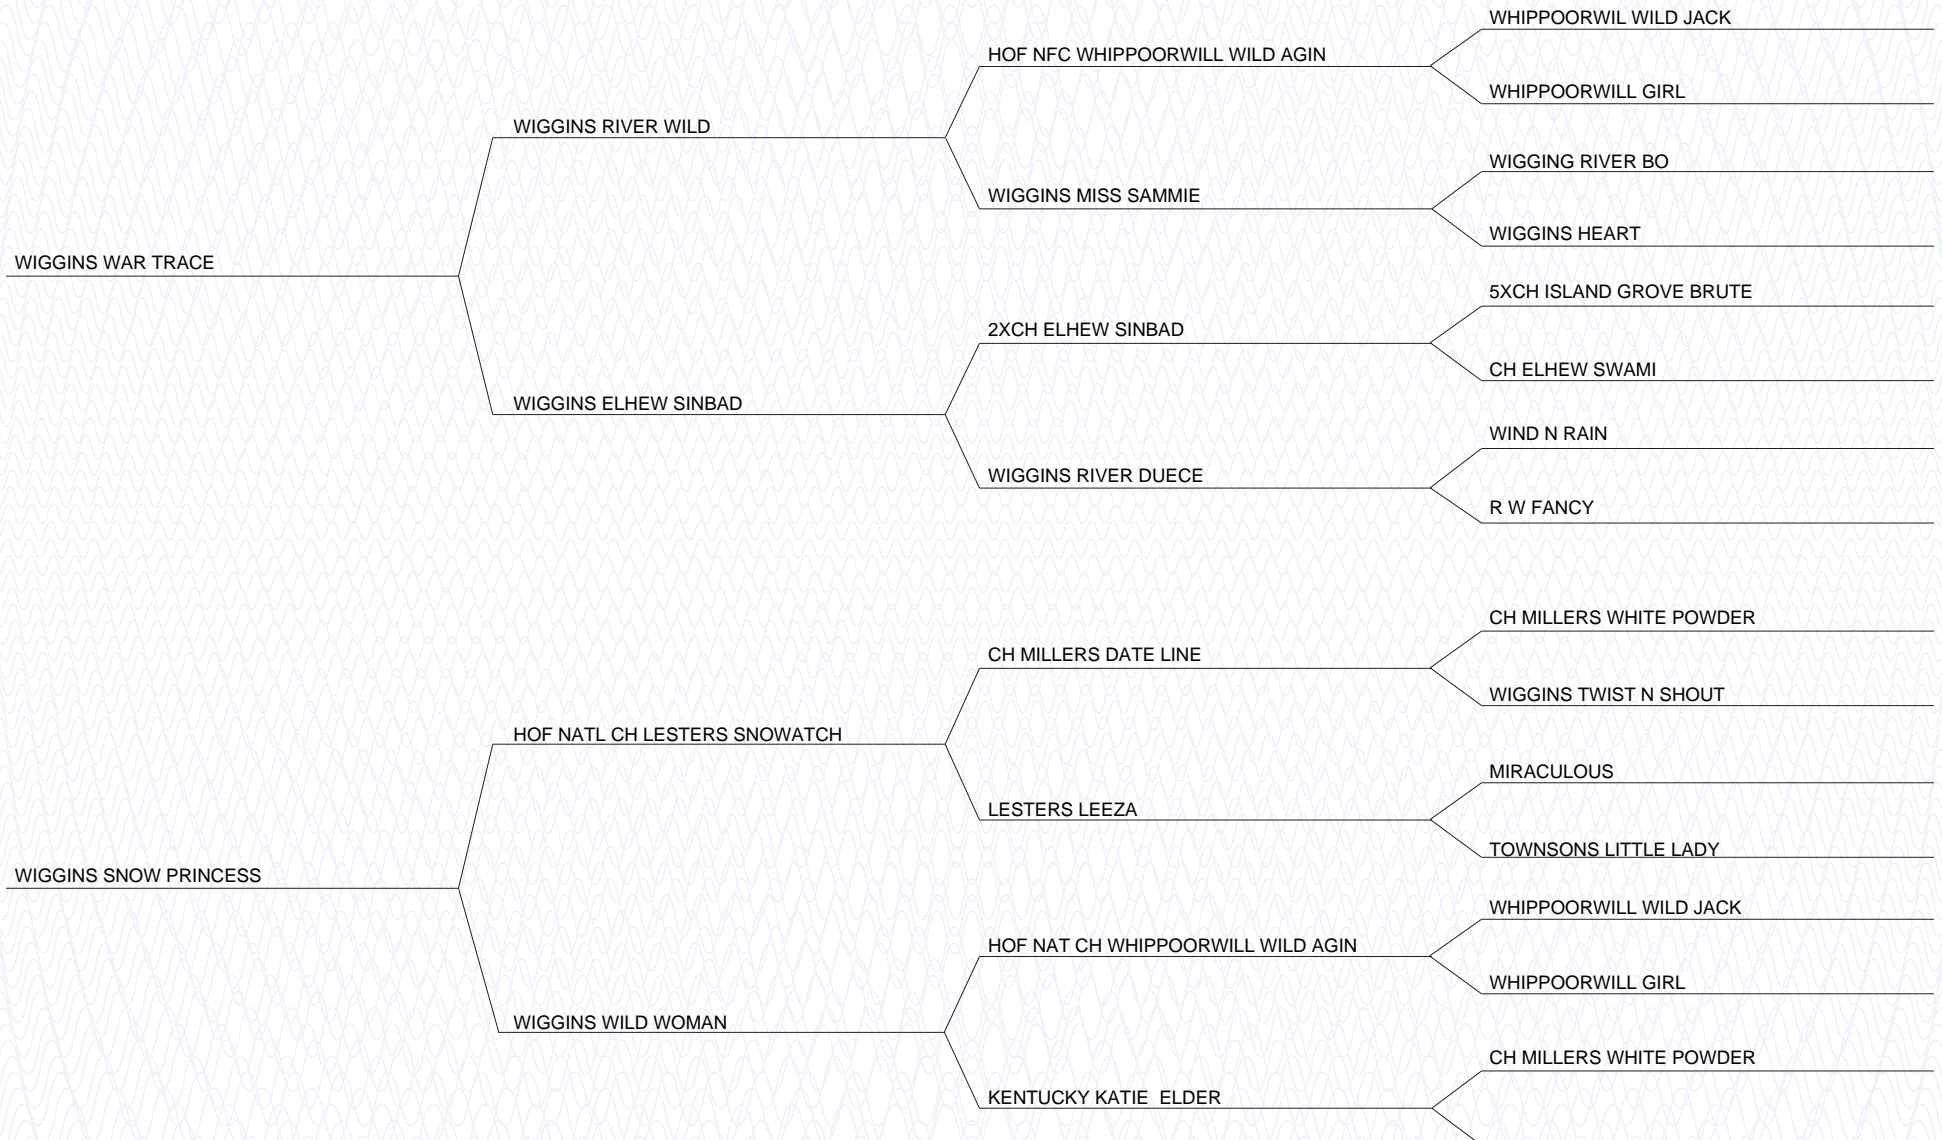 WHIPPOORWIL WILD JACK
HOF NFC WHIPPOORWILL WILD AGIN
WHIPPOORWILL GIRL
WIGGINS RIVER WILD
WIGGING RIVER BO
WIGGINS MISS SAMMIE
WIGGINS HEART
WIGGINS WAR TRACE
5XCH ISLAND GROVE BRUTE
2XCH ELHEW SINBAD
CH ELHEW SWAMI
WIGGINS ELHEW SINBAD
WIND N RAIN
WIGGINS RIVER DUECE
R W FANCY
CH MILLERS WHITE POWDER
CH MILLERS DATE LINE
WIGGINS TWIST N SHOUT
HOF NATL CH LESTERS SNOWATCH
MIRACULOUS
LESTERS LEEZA
TOWNSONS LITTLE LADY
WIGGINS SNOW PRINCESS
WHIPPOORWILL WILD JACK
HOF NAT CH WHIPPOORWILL WILD AGIN
WHIPPOORWILL GIRL
WIGGINS WILD WOMAN
CH MILLERS WHITE POWDER
KENTUCKY KATIE  ELDER